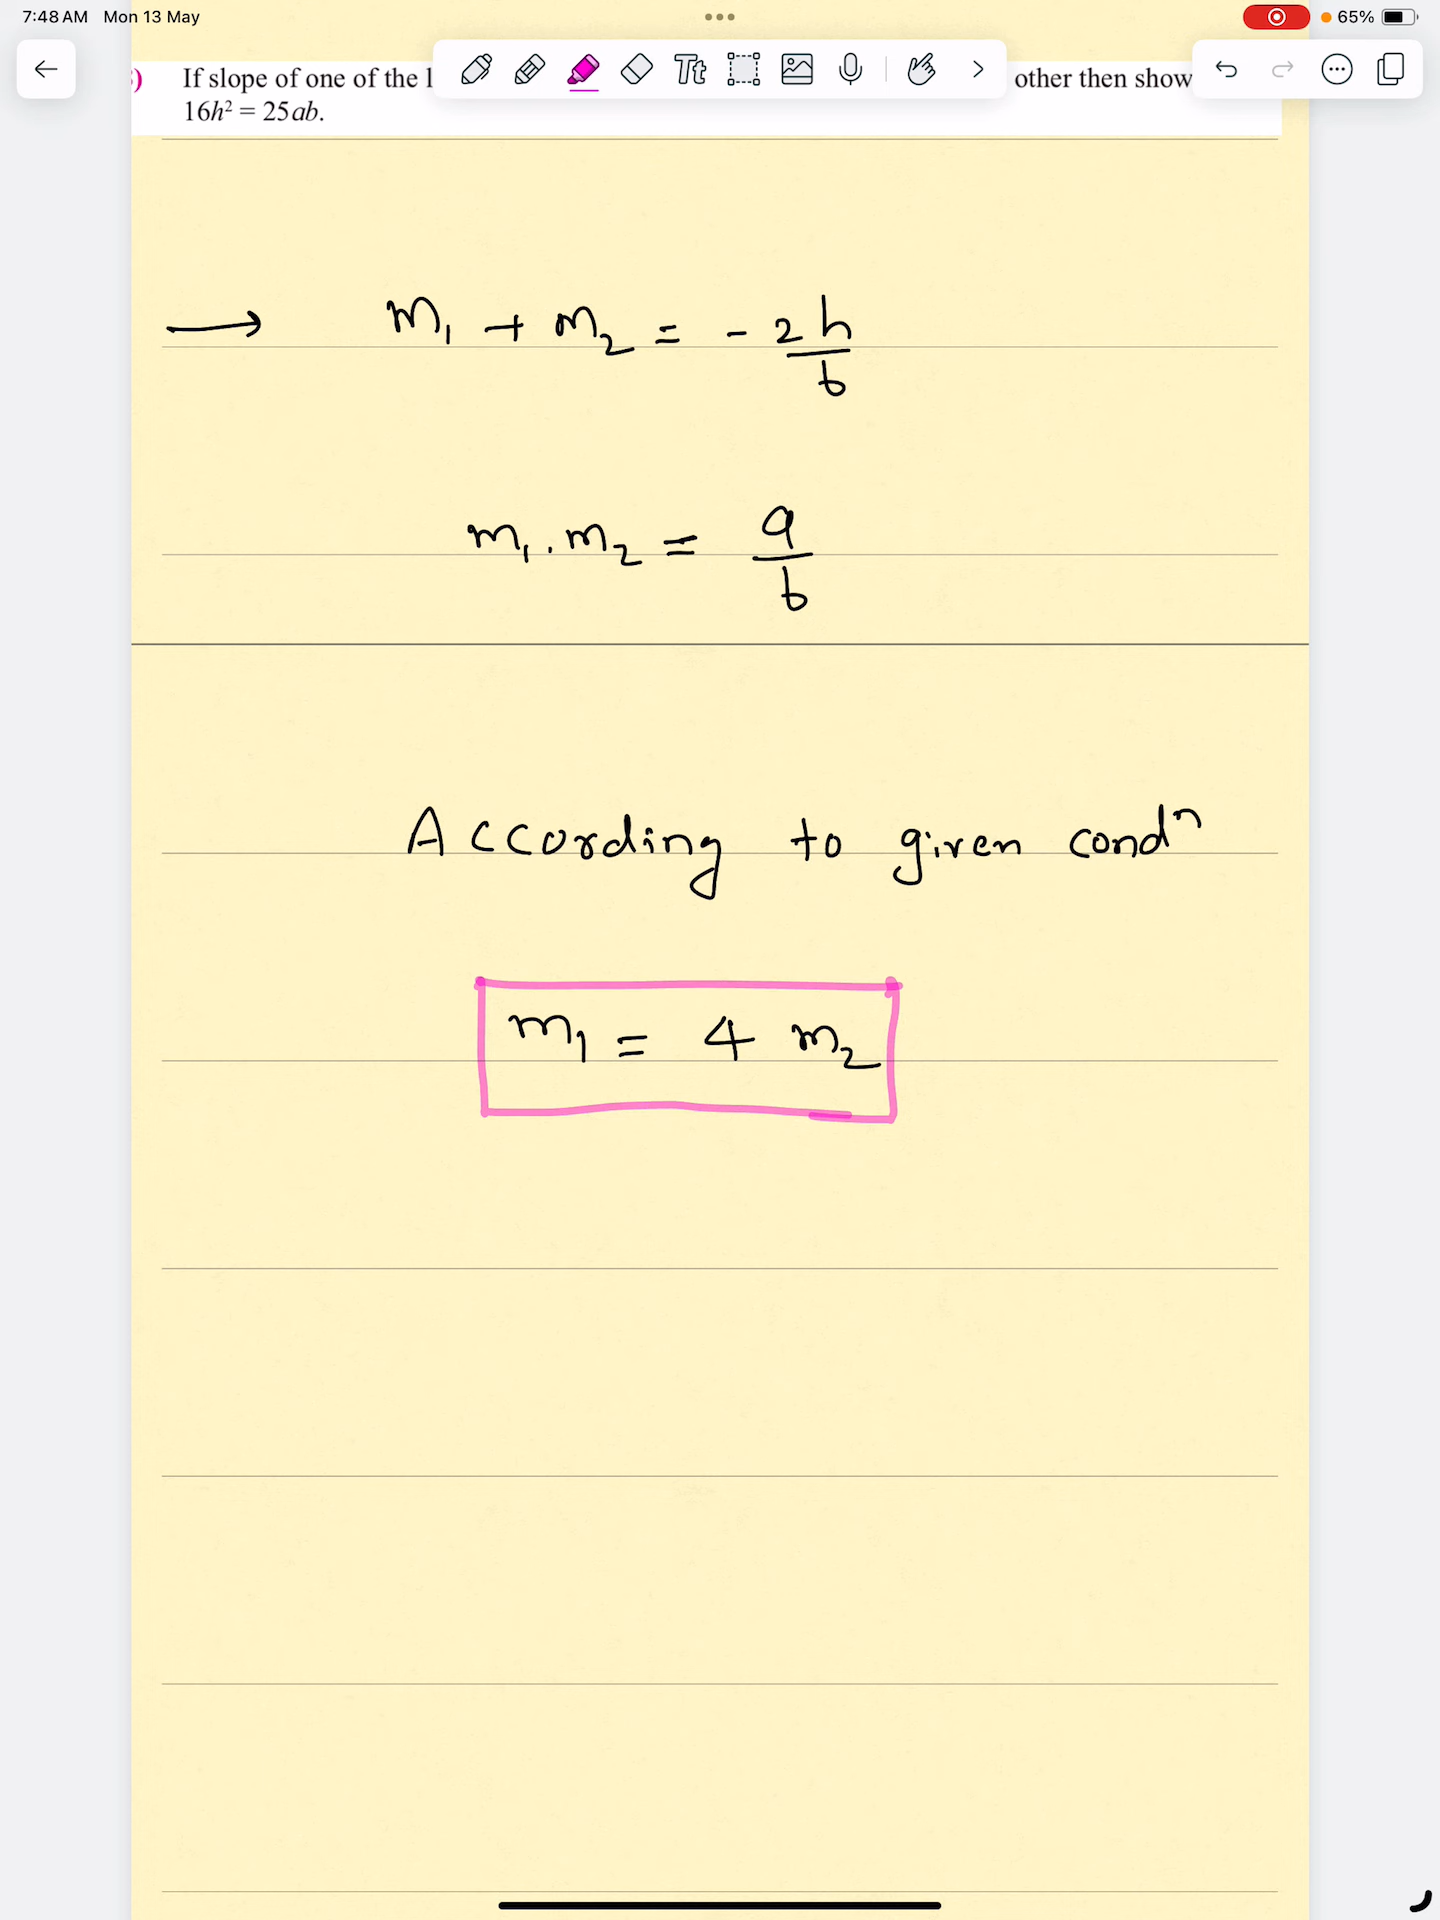 7:48 AM Mon 13 May 65%
) If slope of one of the l Tt other then show
16h² = 25ab.
m₁ + m₂ = - 2h/b
m₁ . m₂ = a/b
According to given condⁿ
m₁ = 4 m₂